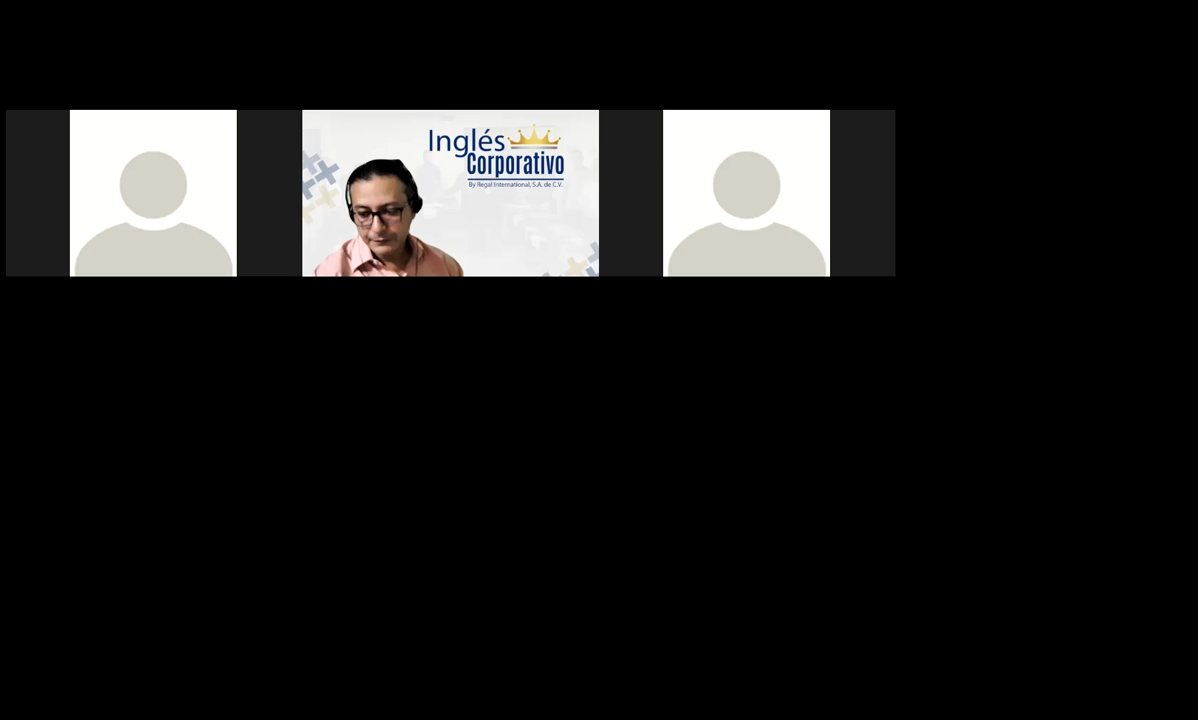 Inglés
Corporativo
By Regal International, S.A. de C.V.